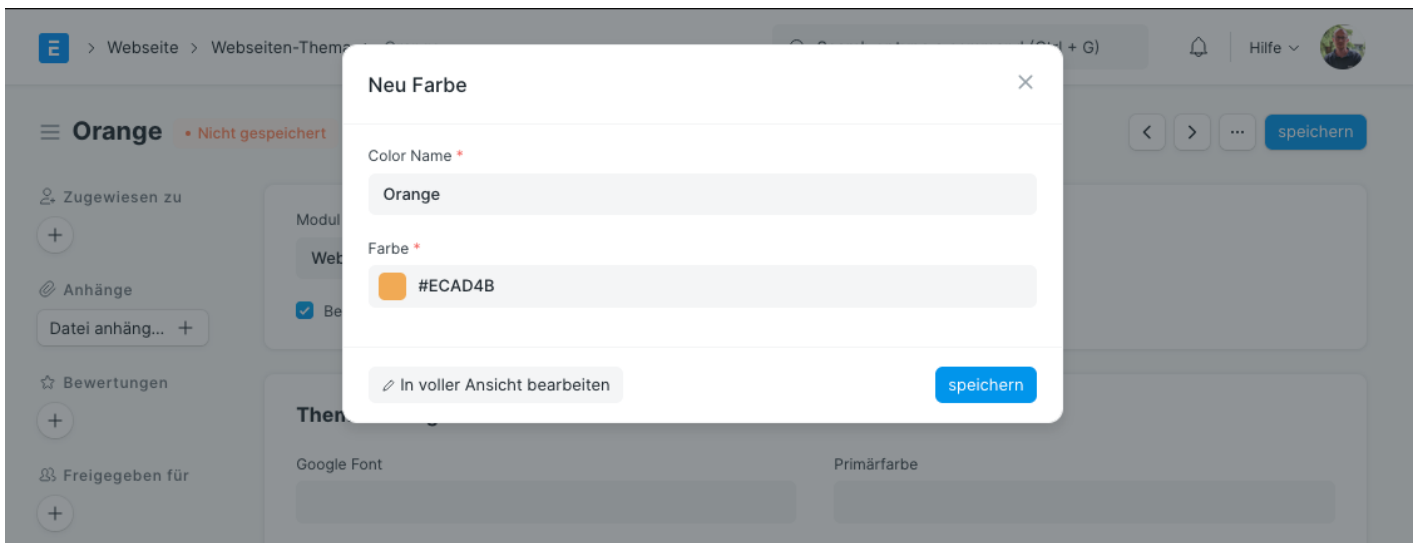 E > Webseite > Webseiten-Thema
+ G)
Hilfe
Neu Farbe
Orange • Nicht gespeichert
speichern
Color Name *
Orange
Zugewiesen zu
Modul
Farbe *
Web
#ECAD4B
Anhänge
Be
Datei anhäng... +
Bewertungen
In voller Ansicht bearbeiten
speichern
Them
Google Font
Primärfarbe
Freigegeben für